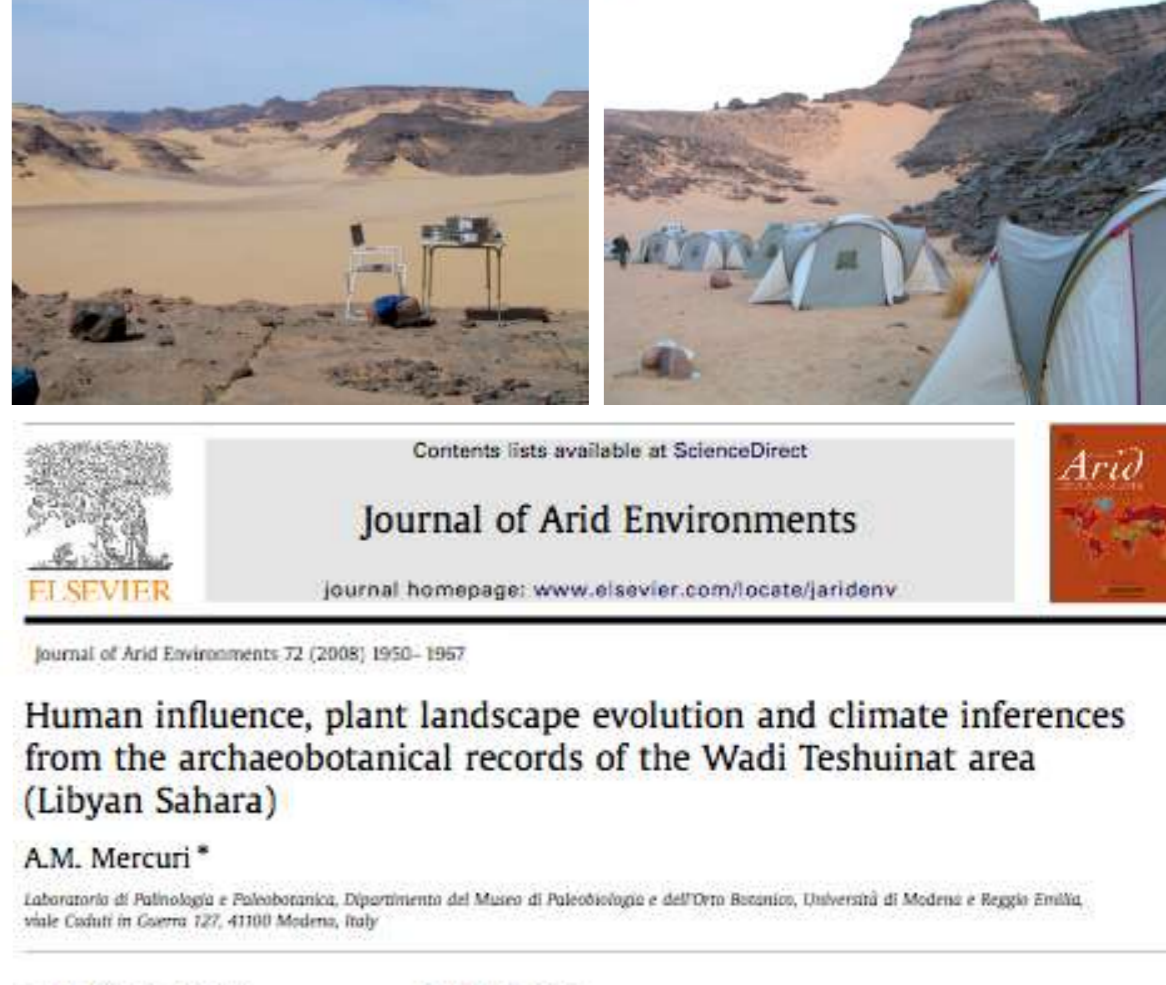 Contents lists available at ScienceDirect
Journal of Arid Environments
journal homepage: www.elsevier.com/locate/jaridenv
ELSEVIER
Arid
Journal of Arid Environments 72 (2008) 1950–1967
Human influence, plant landscape evolution and climate inferences
from the archaeobotanical records of the Wadi Teshuinat area
(Libyan Sahara)
A.M. Mercuri *
Laboratorio di Palinologia e Paleobotanica, Dipartimento del Museo di Paleobiologia e dell'Orto Botanico, Università di Modena e Reggio Emilia,
viale Caduti in Guerra 127, 41100 Modena, Italy